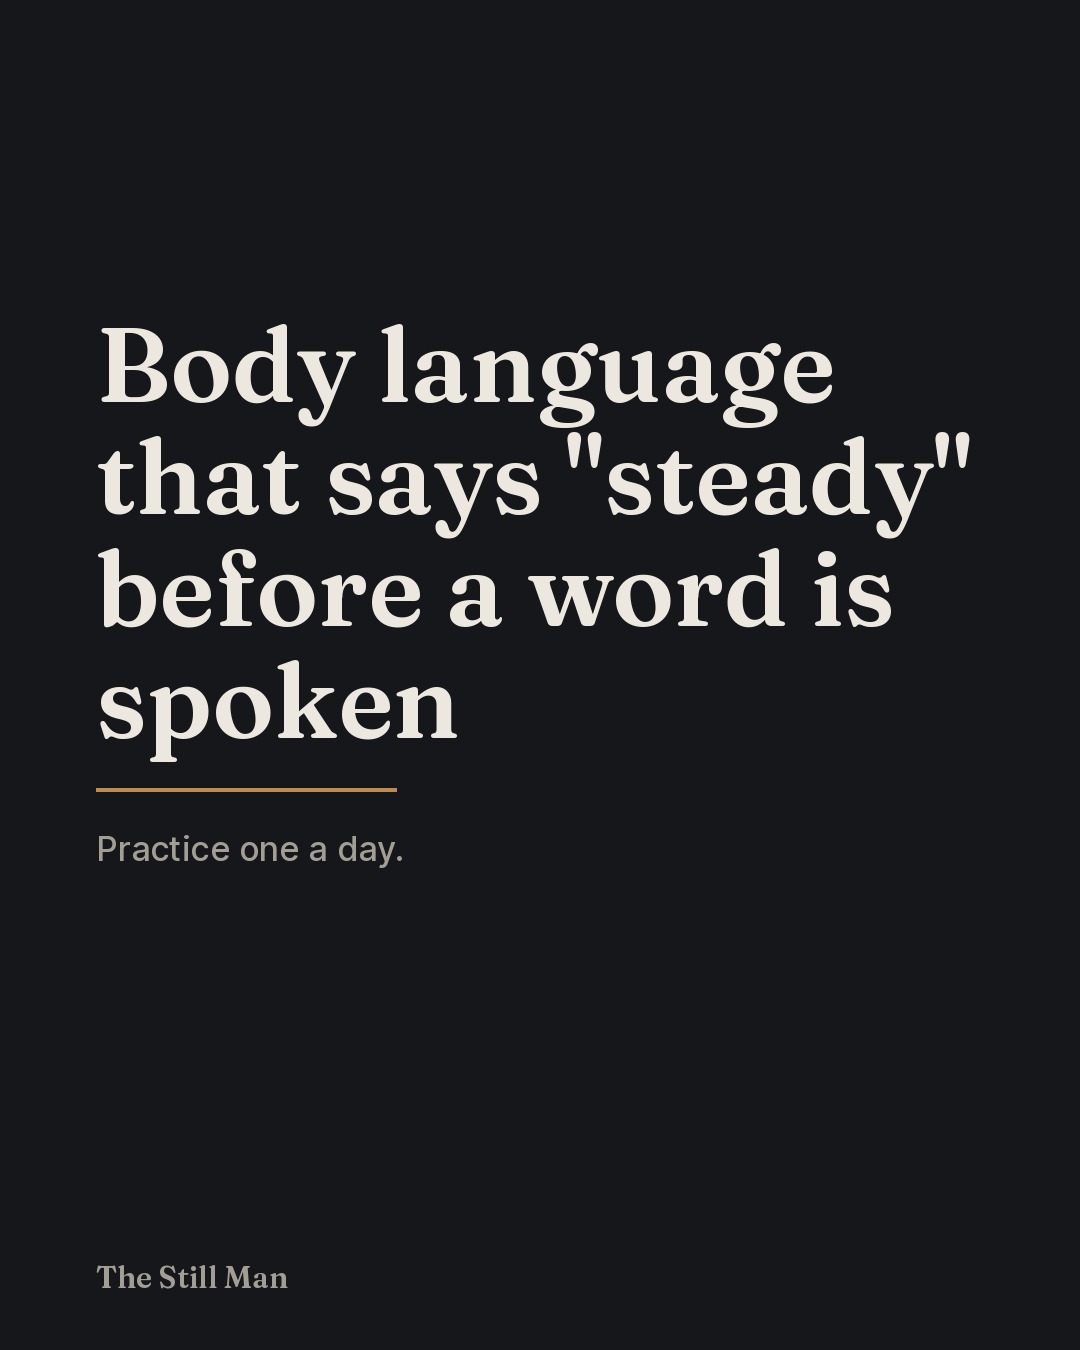 Body language
that says "steady"
before a word is
spoken
Practice one a day.
The Still Man